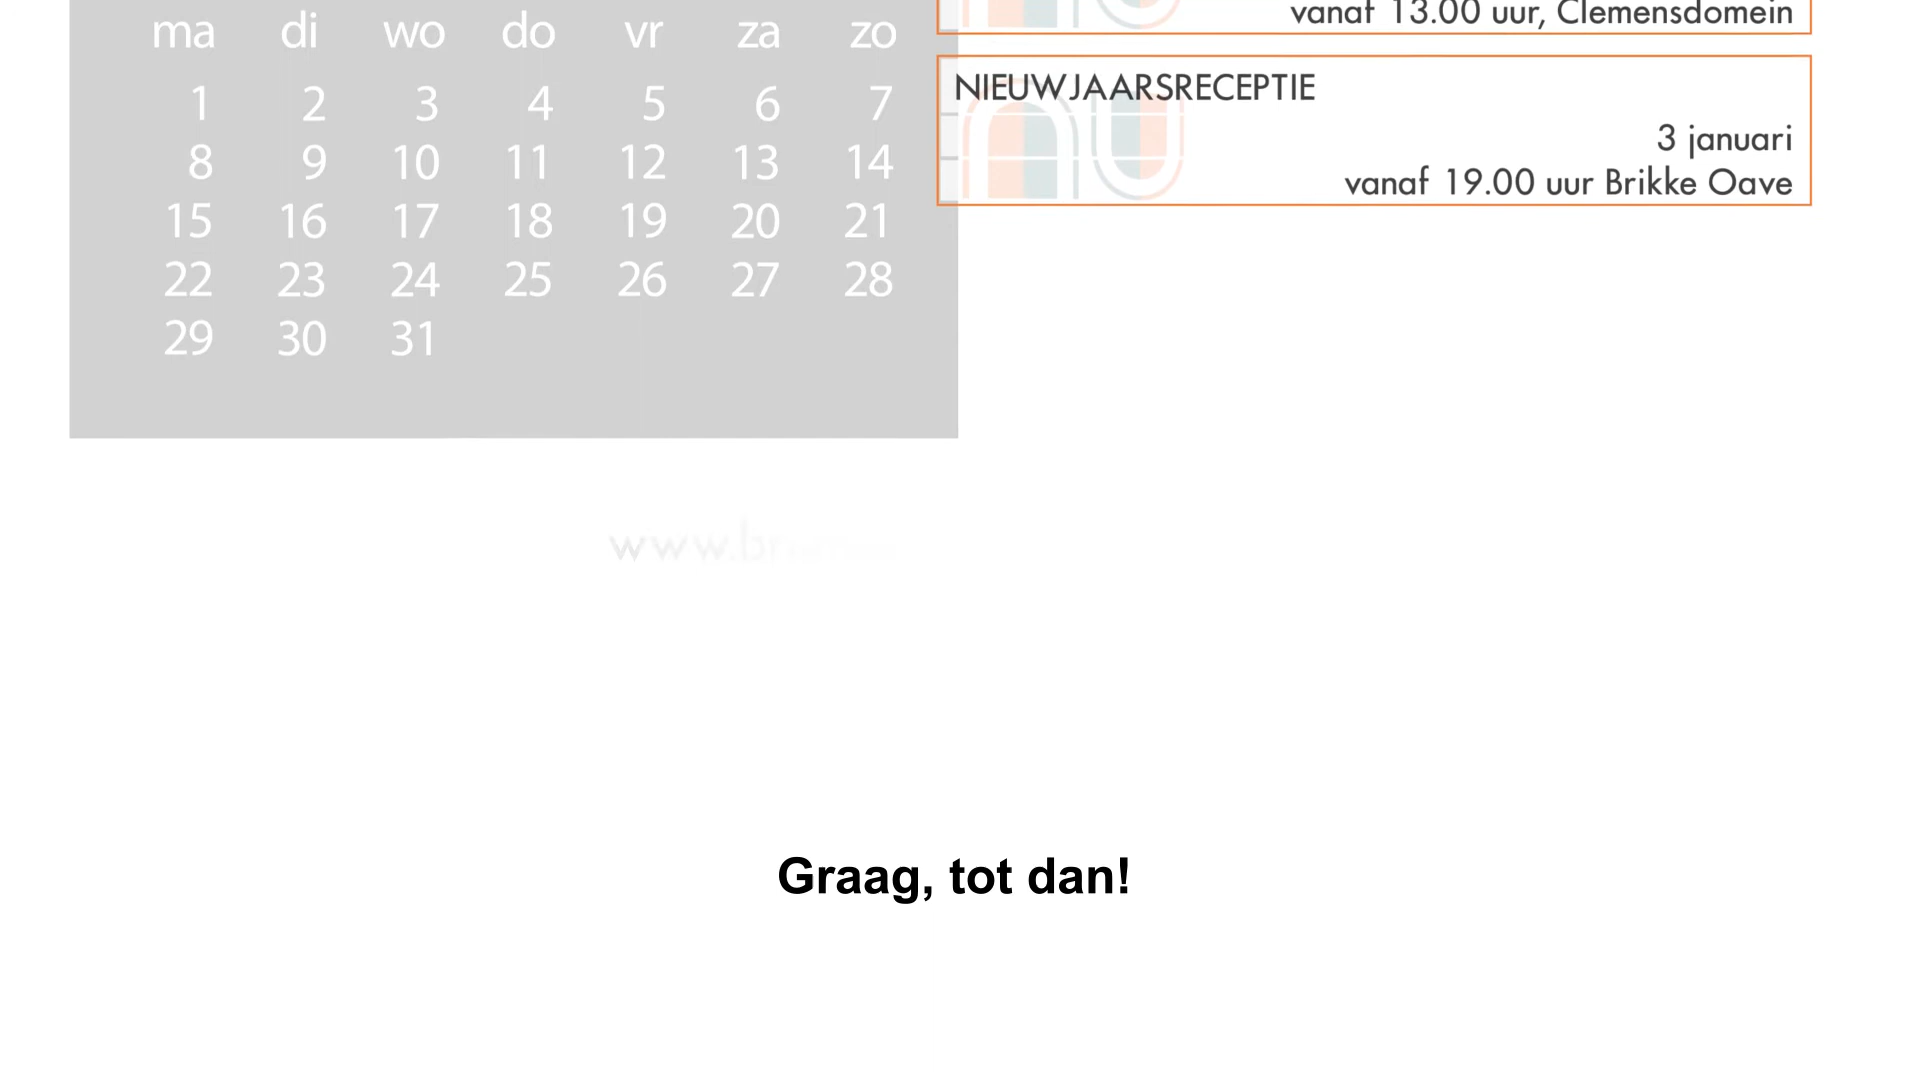 ma di wo do vr za zo
1 2 3 4 5 6 7
8 9 10 11 12 13 14
15 16 17 18 19 20 21
22 23 24 25 26 27 28
29 30 31
vanaf 13.00 uur, Clemensdomein
NIEUWJAARSRECEPTIE
3 januari
vanaf 19.00 uur Brikke Oave
Graag, tot dan!